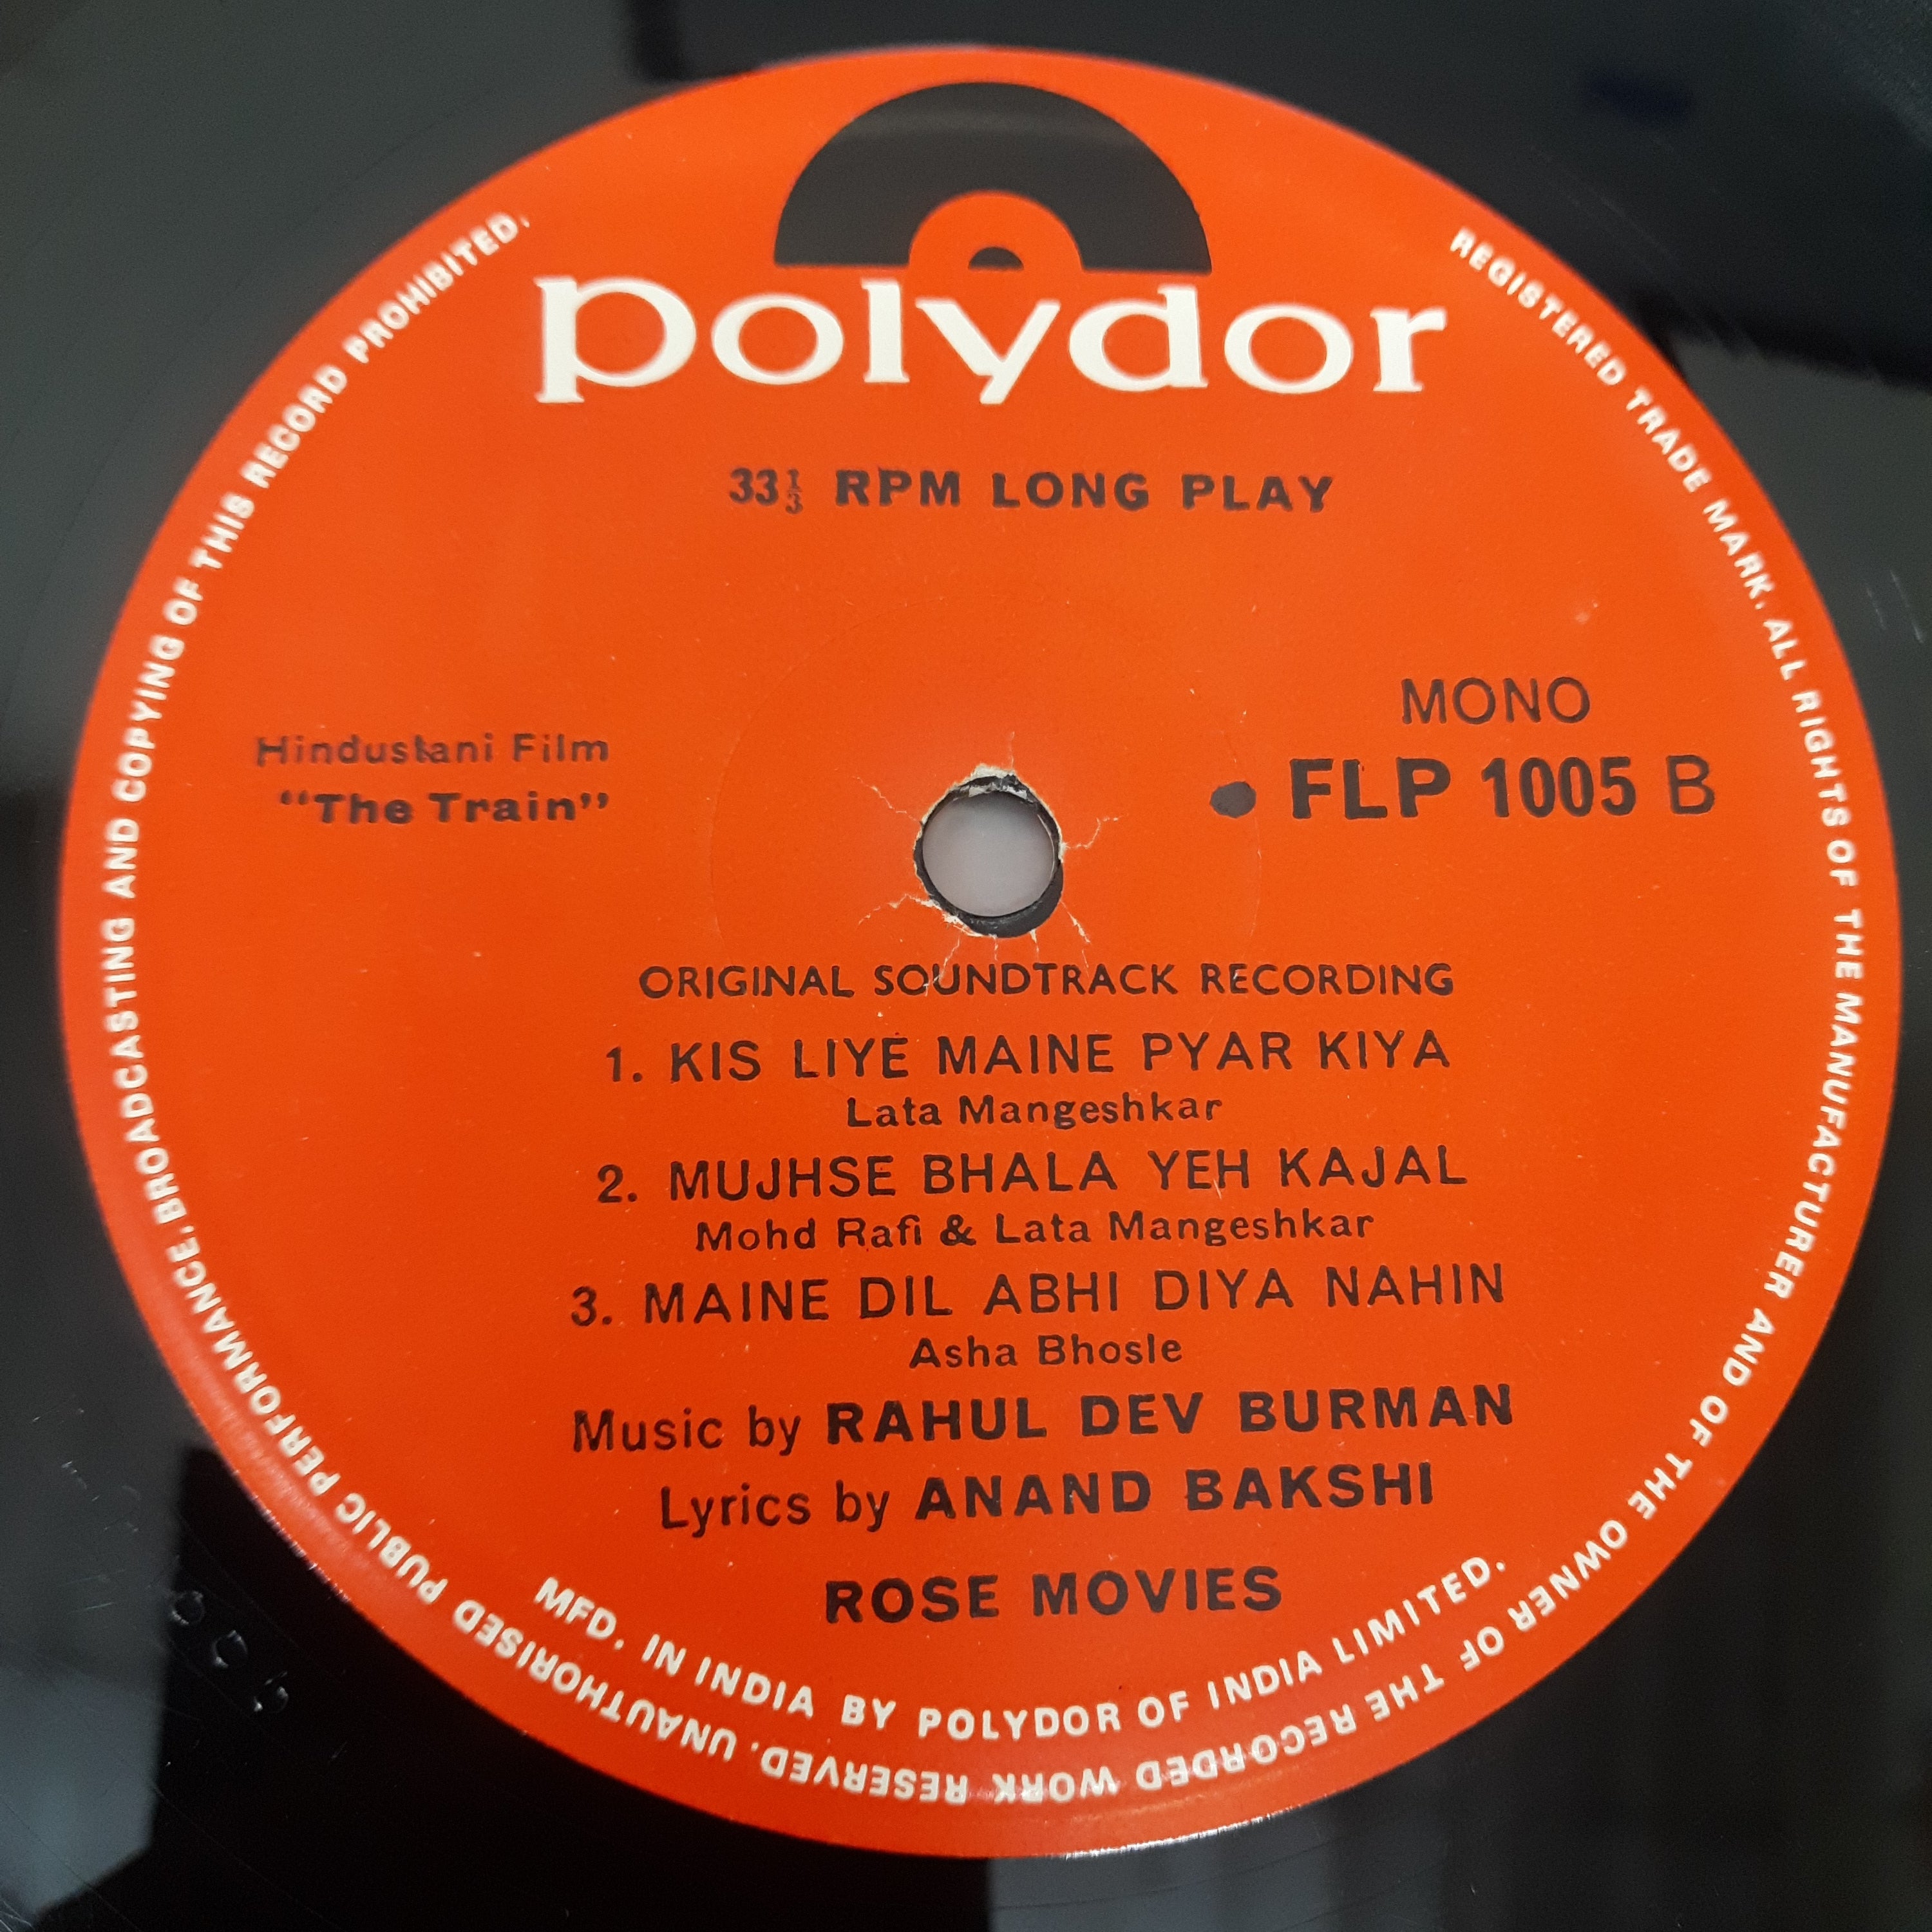 polydor
33⅓ RPM LONG PLAY
Hindustani Film
"The Train"
MONO
• FLP 1005 B
ORIGINAL SOUNDTRACK RECORDING
1. KIS LIYE MAINE PYAR KIYA
Lata Mangeshkar
2. MUJHSE BHALA YEH KAJAL
Mohd Rafi & Lata Mangeshkar
3. MAINE DIL ABHI DIYA NAHIN
Asha Bhosle
Music by RAHUL DEV BURMAN
Lyrics by ANAND BAKSHI
ROSE MOVIES
MFD. IN INDIA BY POLYDOR OF INDIA LIMITED.
REGISTERED TRADE MARK. ALL RIGHTS OF THE MANUFACTURER AND OF THE OWNER OF THE RECORDED WORK RESERVED. UNAUTHORISED PUBLIC PERFORMANCE. BROADCASTING AND COPYING OF THIS RECORD PROHIBITED.